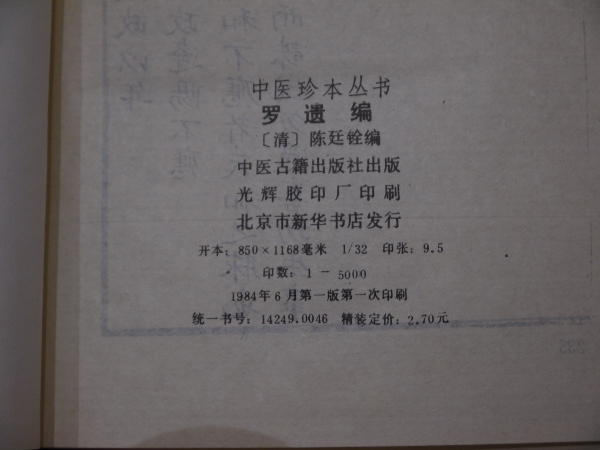 中医珍本丛书
罗遗编
〔清〕陈廷铨编
中医古籍出版社出版
光辉胶印厂印刷
北京市新华书店发行
开本：850×1168毫米 1/32 印张：9.5
印数：1—5000
1984年6月第一版第一次印刷
统一书号：14249.0046 精装定价：2.70元